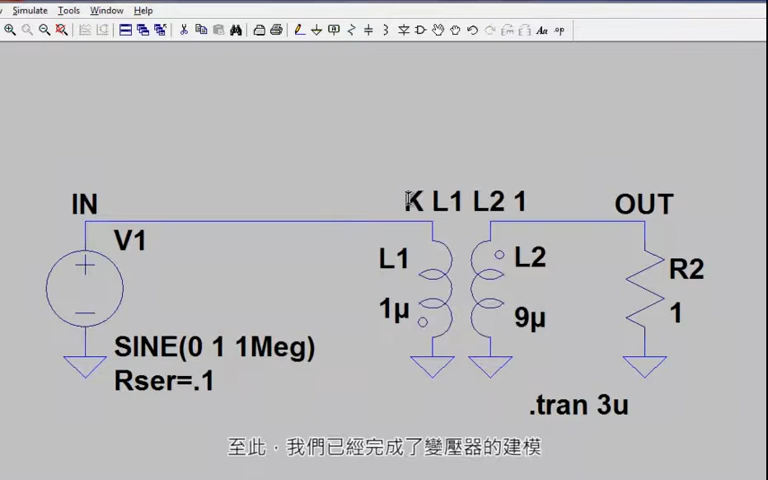 Simulate Tools Window Help
Aa .op
IN
K L1 L2 1
OUT
V1
L1
L2
R2
1µ
9µ
1
SINE(0 1 1Meg)
Rser=.1
.tran 3u
至此，我們已經完成了變壓器的建模